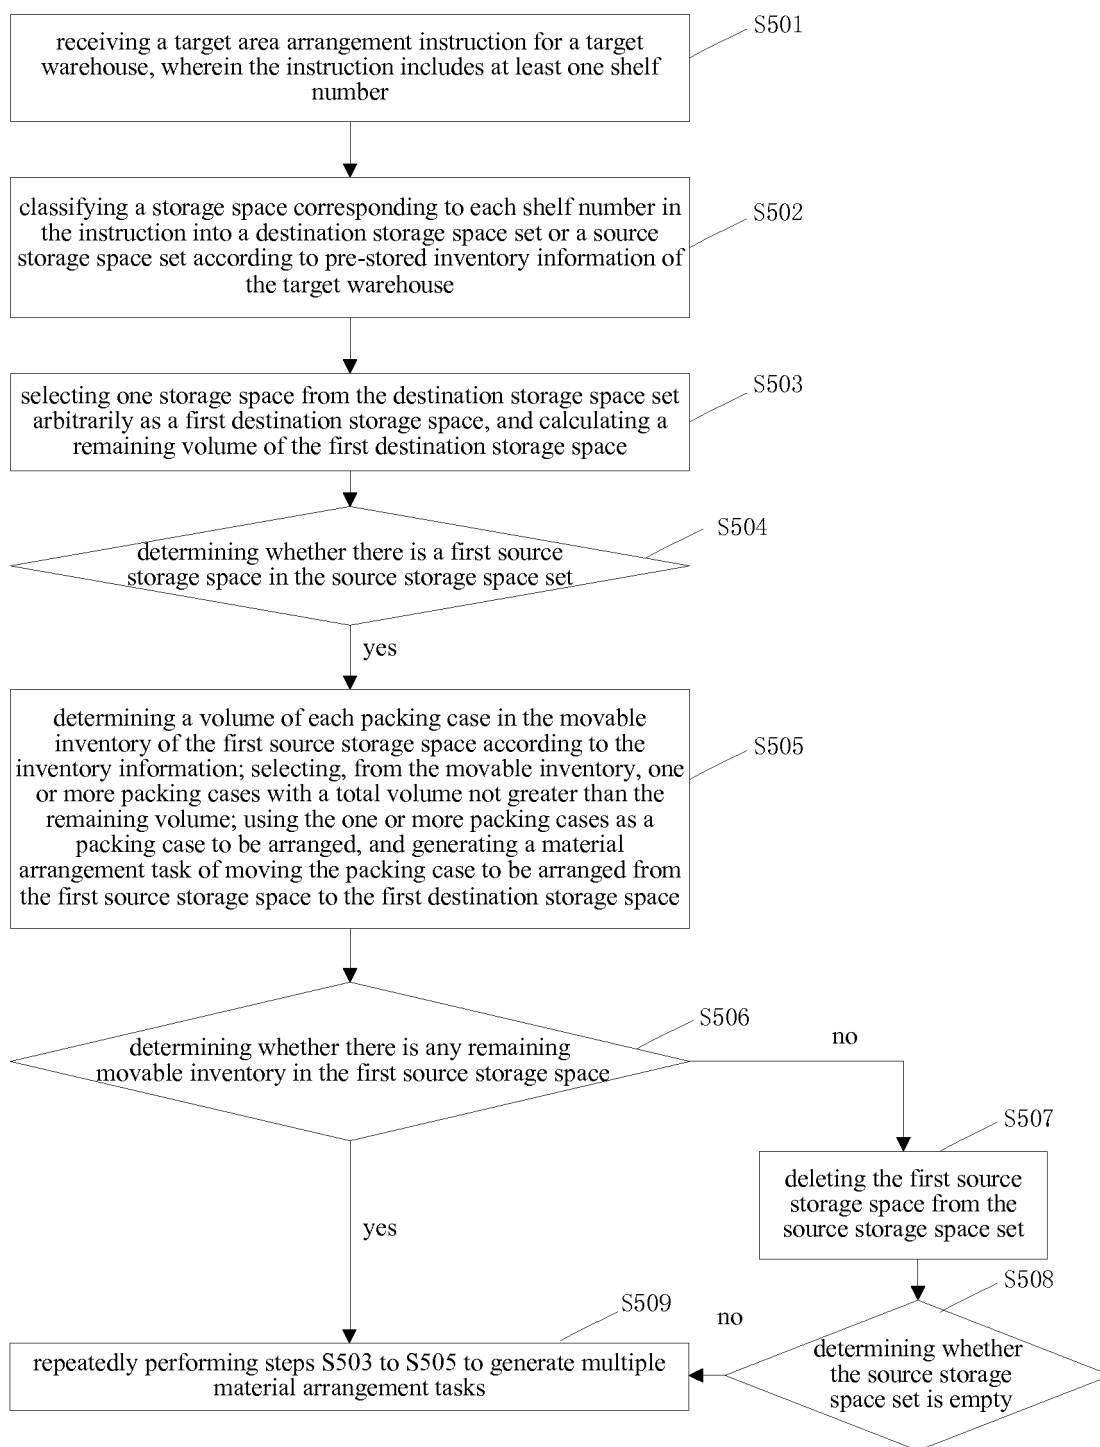 S501
receiving a target area arrangement instruction for a target
warehouse, wherein the instruction includes at least one shelf
number
S502
classifying a storage space corresponding to each shelf number in
the instruction into a destination storage space set or a source
storage space set according to pre-stored inventory information of
the target warehouse
S503
selecting one storage space from the destination storage space set
arbitrarily as a first destination storage space, and calculating a
remaining volume of the first destination storage space
S504
determining whether there is a first source
storage space in the source storage space set
yes
S505
determining a volume of each packing case in the movable
inventory of the first source storage space according to the
inventory information; selecting, from the movable inventory, one
or more packing cases with a total volume not greater than the
remaining volume; using the one or more packing cases as a
packing case to be arranged, and generating a material
arrangement task of moving the packing case to be arranged from
the first source storage space to the first destination storage space
S506
determining whether there is any remaining
movable inventory in the first source storage space
no
S507
deleting the first source
storage space from the
source storage space set
yes
S508
determining whether
the source storage
space set is empty
no
S509
repeatedly performing steps S503 to S505 to generate multiple
material arrangement tasks